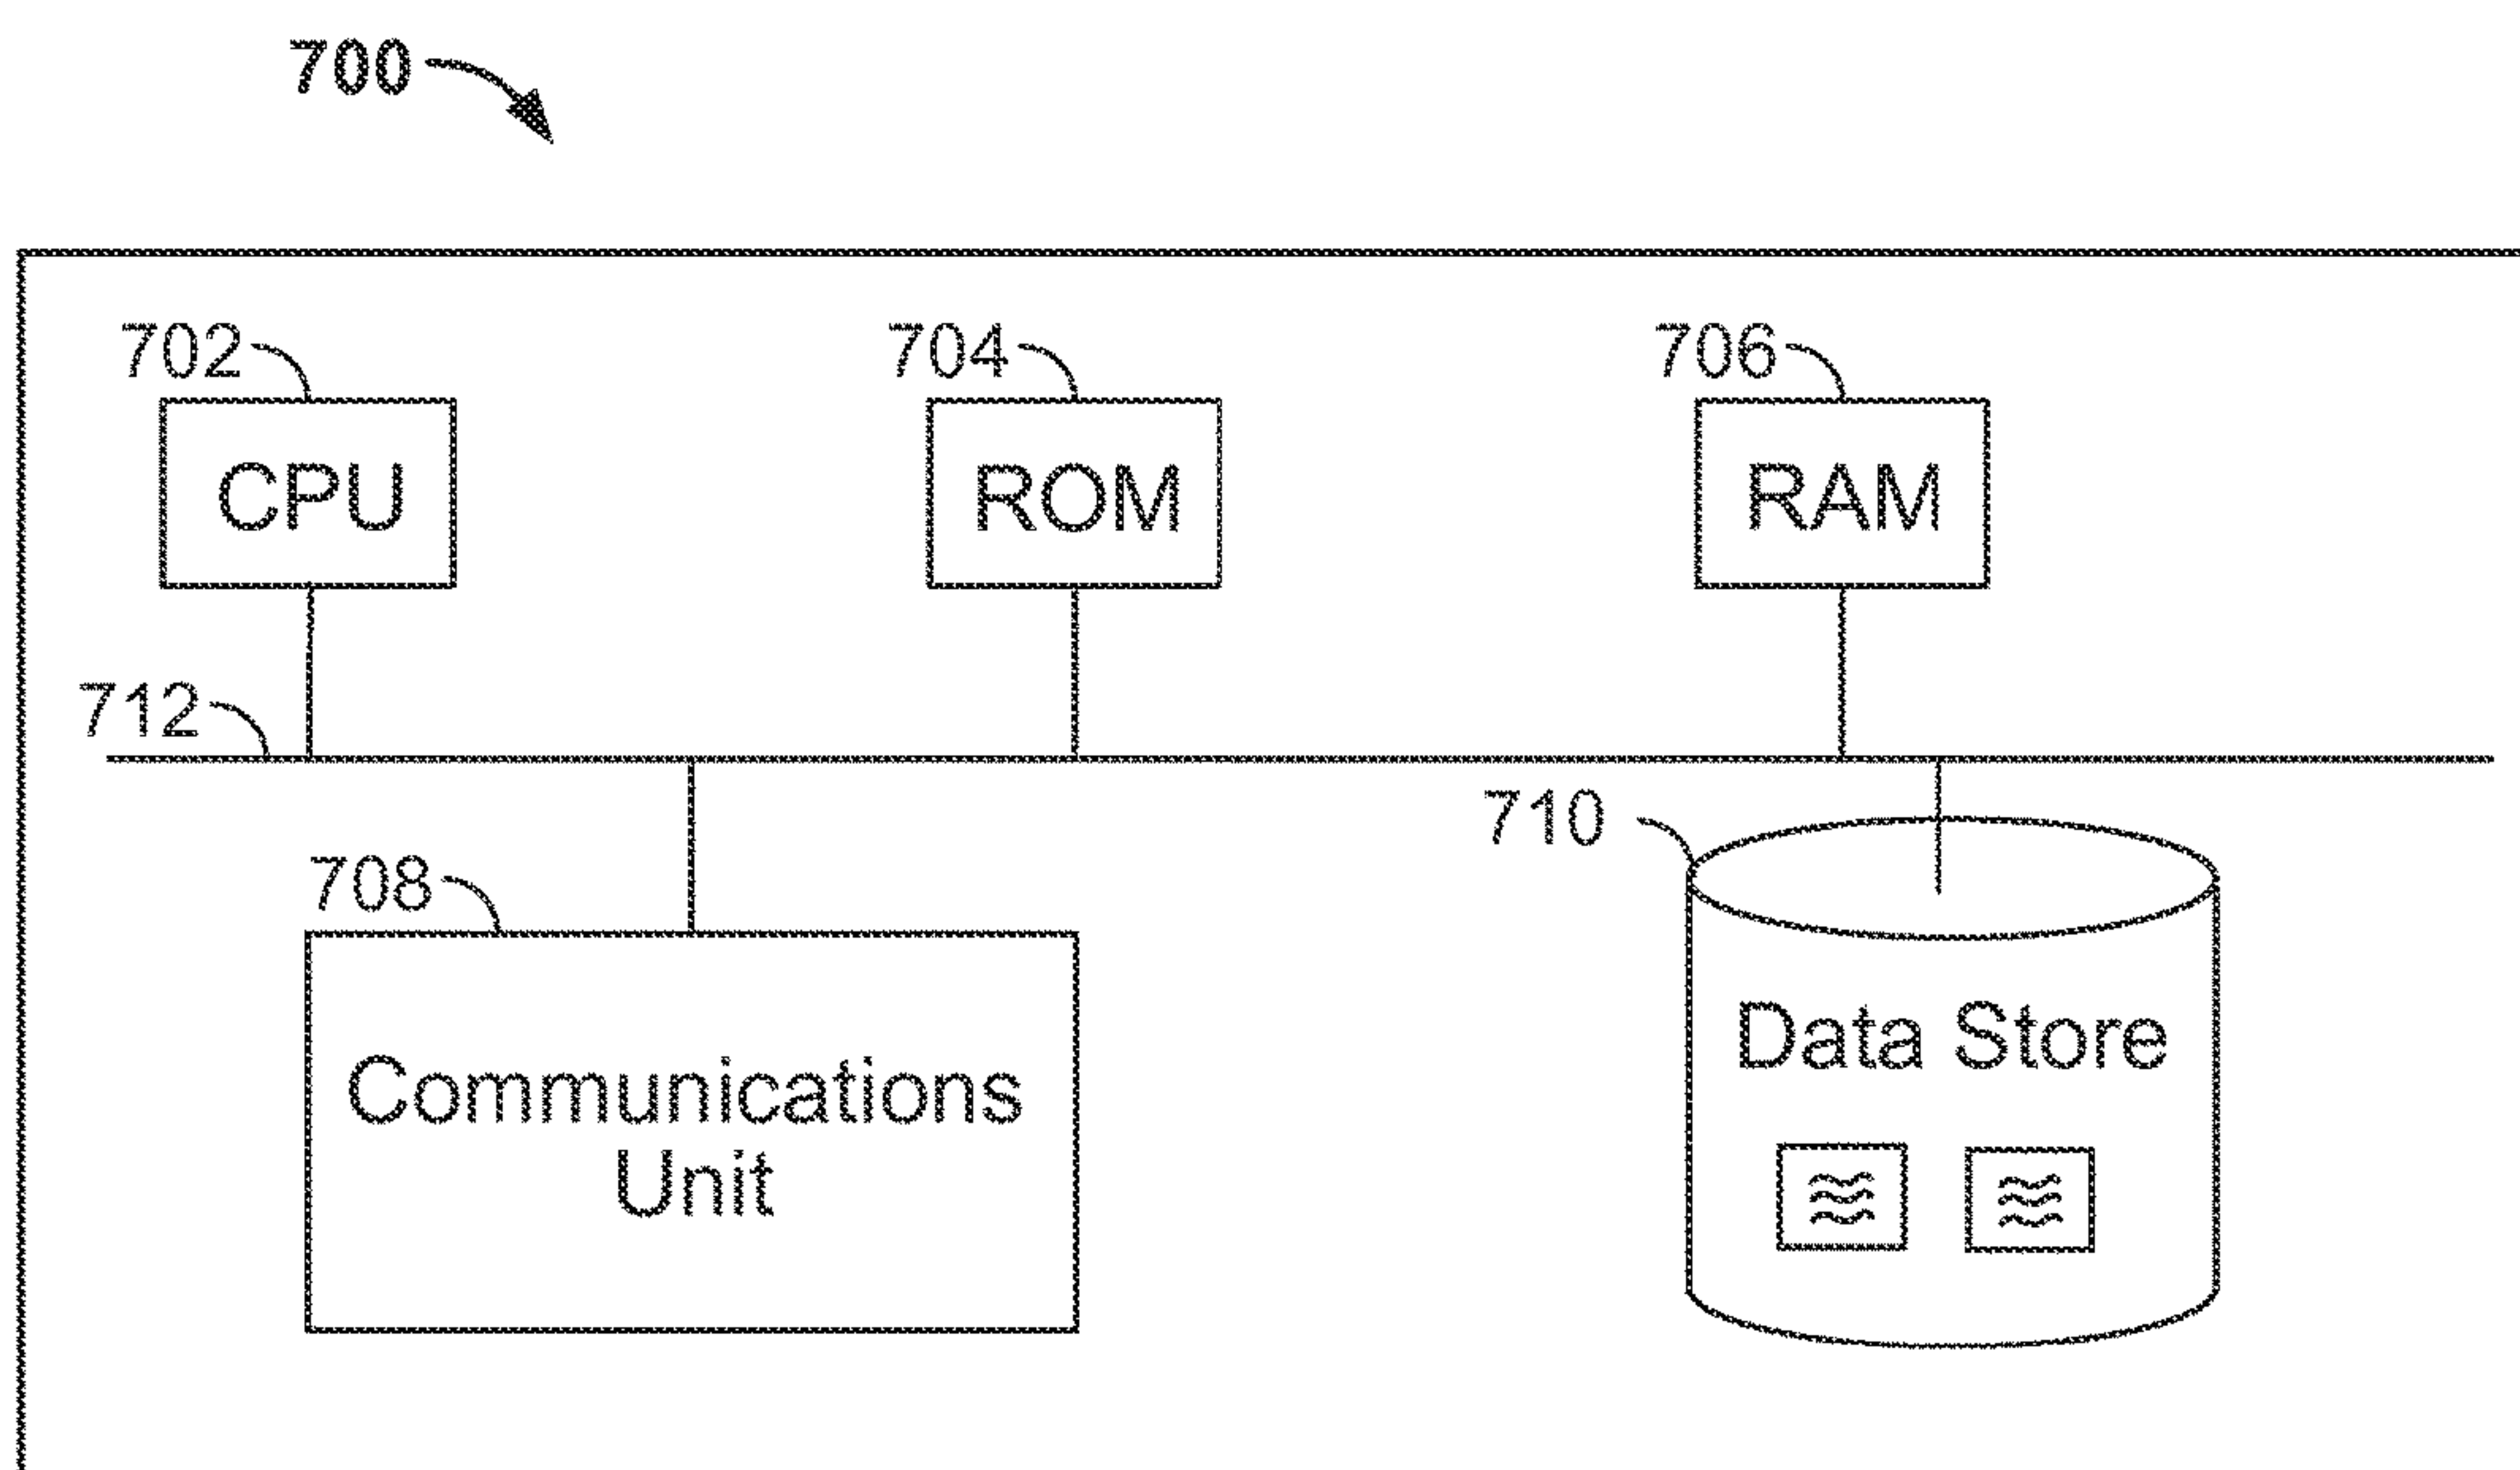 700
702
704
706
CPU
ROM
RAM
712
710
708
Data Store
Communications
Unit